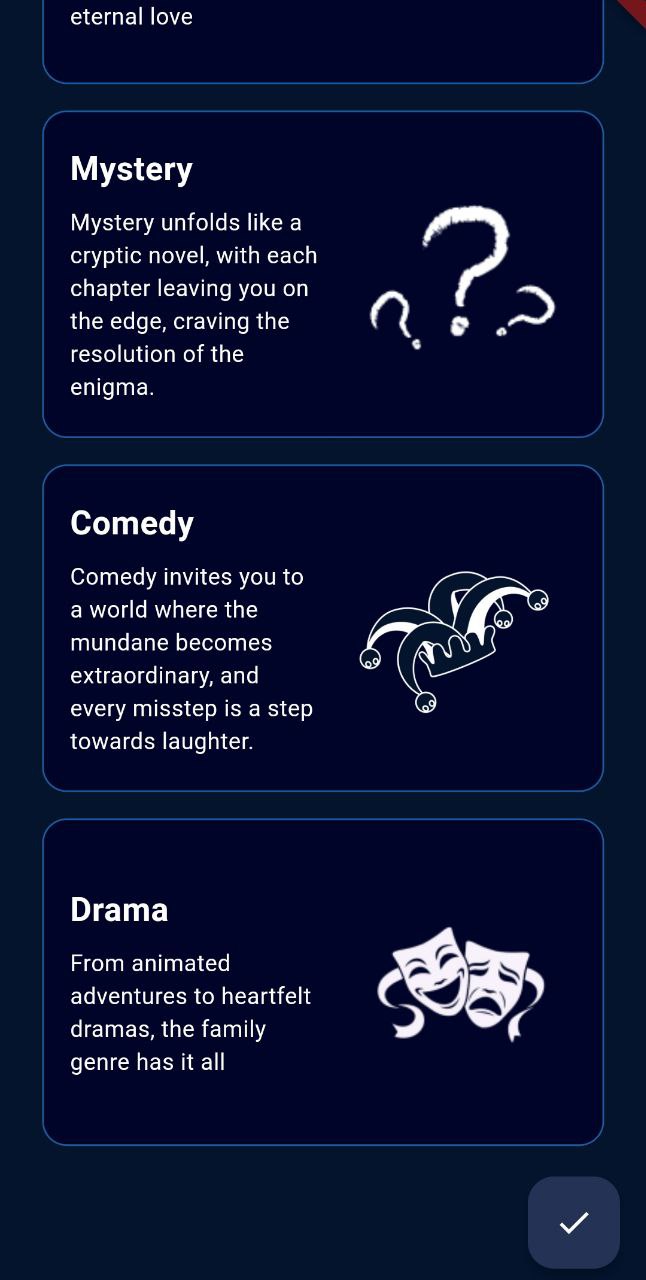 eternal love
Mystery
Mystery unfolds like a
cryptic novel, with each
chapter leaving you on
the edge, craving the
resolution of the
enigma.
Comedy
Comedy invites you to
a world where the
mundane becomes
extraordinary, and
every misstep is a step
towards laughter.
Drama
From animated
adventures to heartfelt
dramas, the family
genre has it all